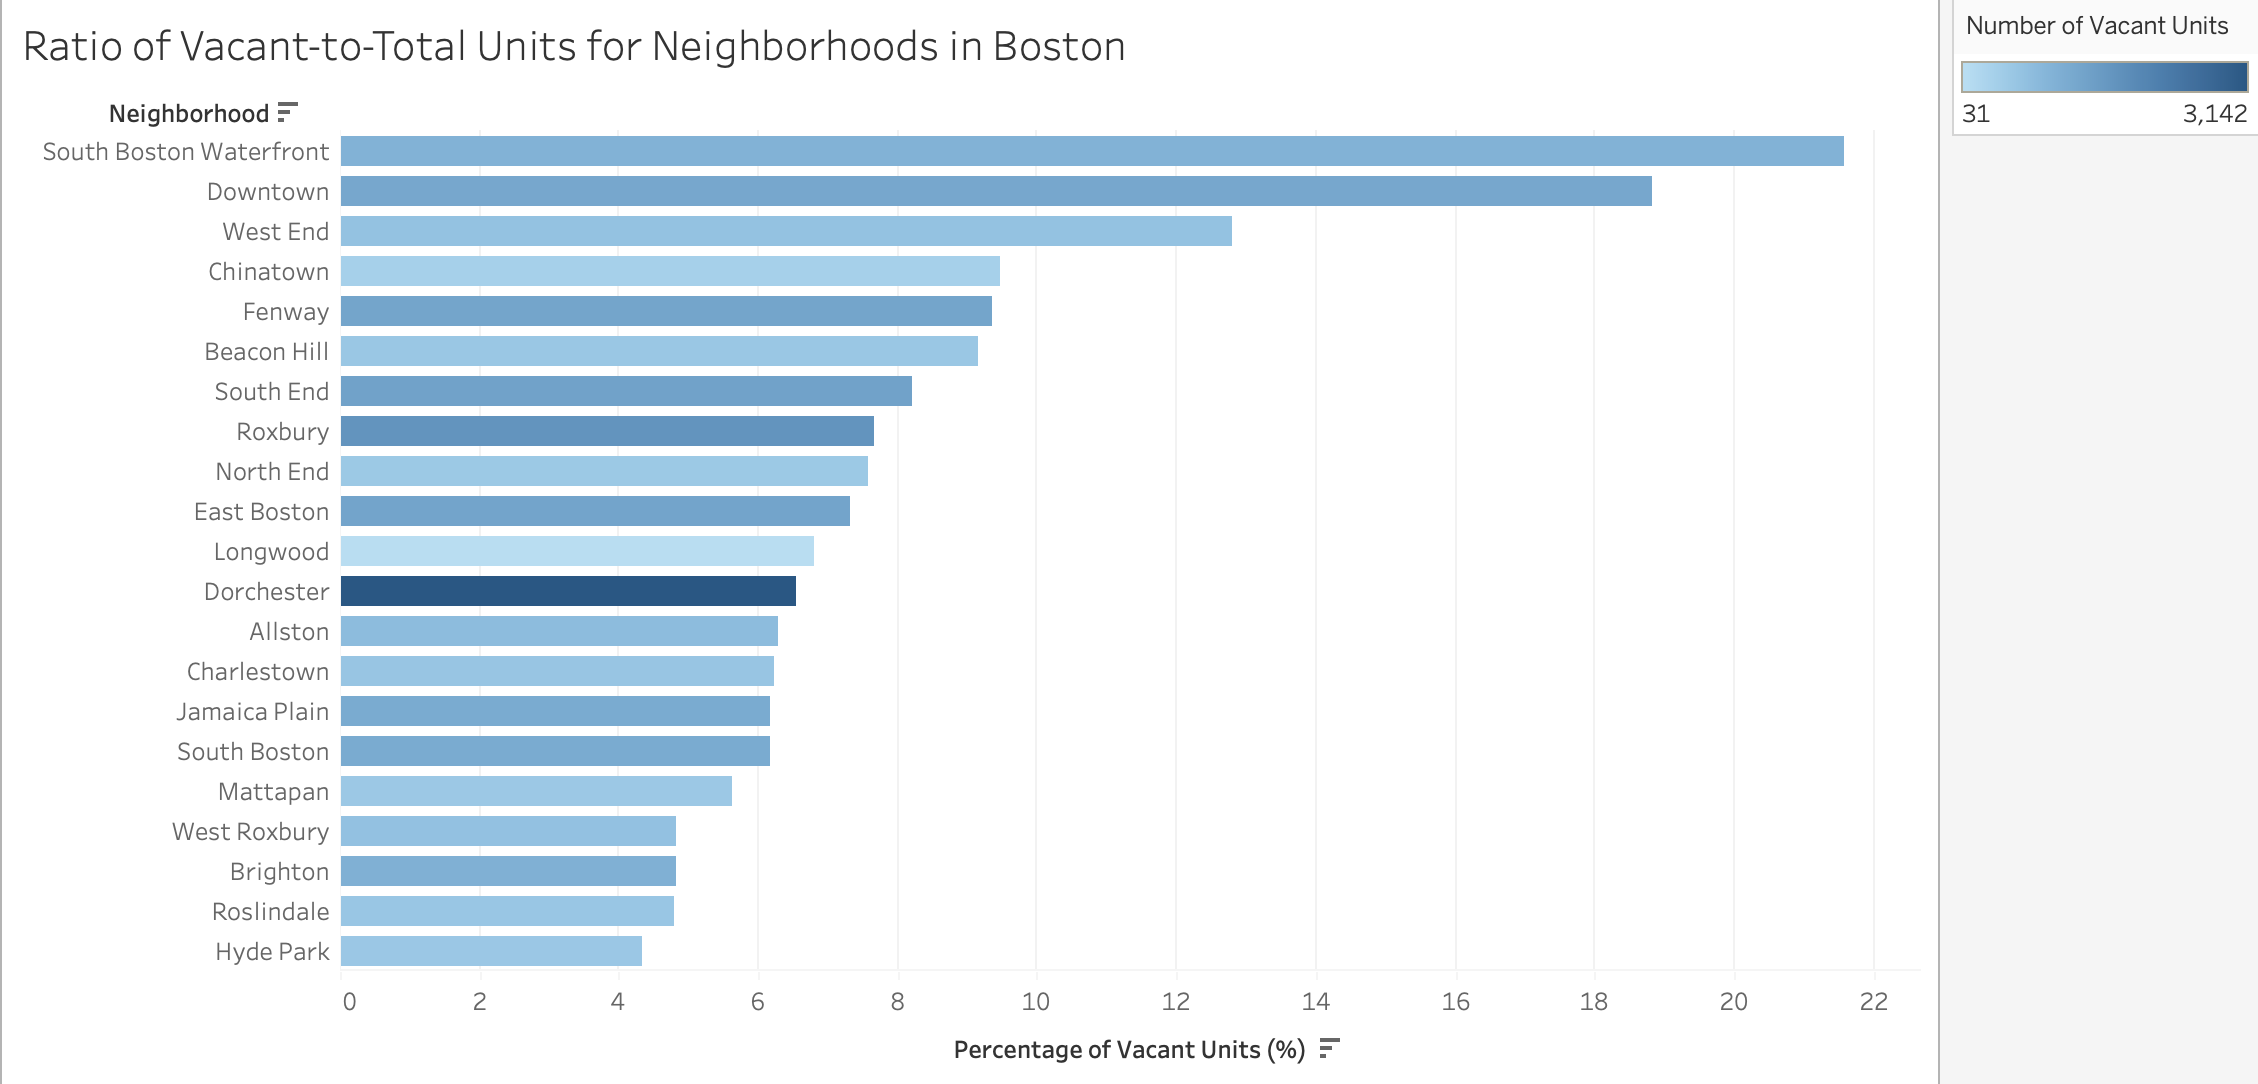 Ratio of Vacant-to-Total Units for Neighborhoods in Boston
Number of Vacant Units
31 3,142
Neighborhood
South Boston Waterfront
Downtown
West End
Chinatown
Fenway
Beacon Hill
South End
Roxbury
North End
East Boston
Longwood
Dorchester
Allston
Charlestown
Jamaica Plain
South Boston
Mattapan
West Roxbury
Brighton
Roslindale
Hyde Park
0 2 4 6 8 10 12 14 16 18 20 22
Percentage of Vacant Units (%)